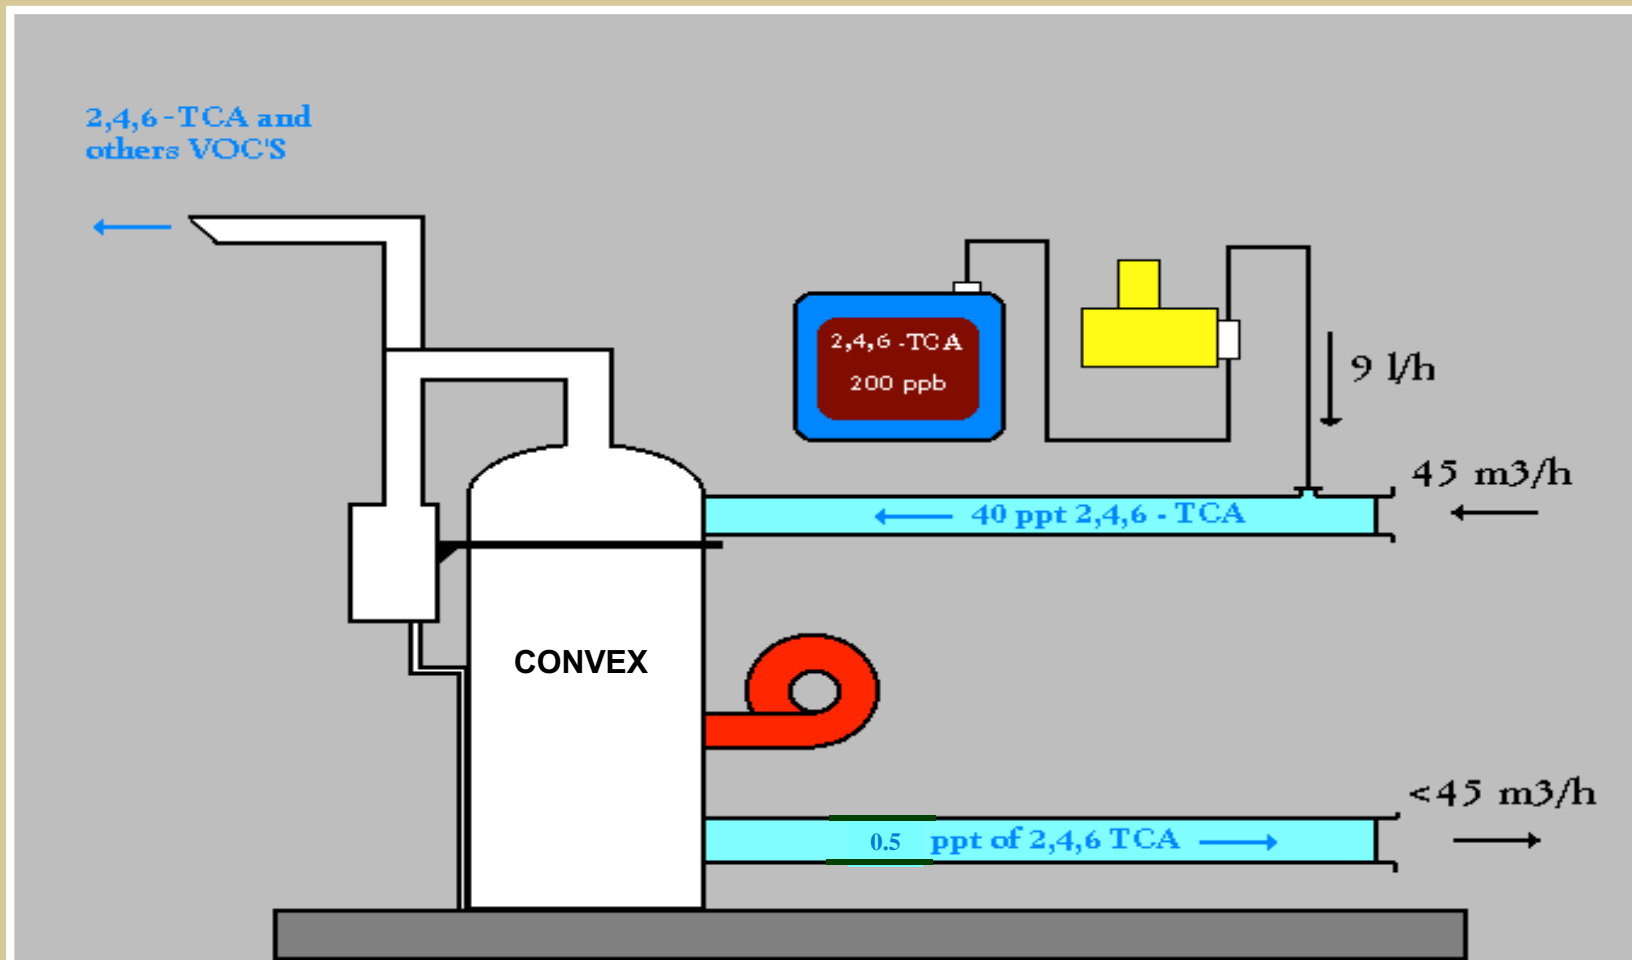 2,4,6 -TCA and
others VOC'S
2,4,6 -TCA
200 ppb
9 l/h
45 m3/h
40 ppt 2,4,6 - TCA
CONVEX
<45 m3/h
0.5 ppt of 2,4,6 TCA